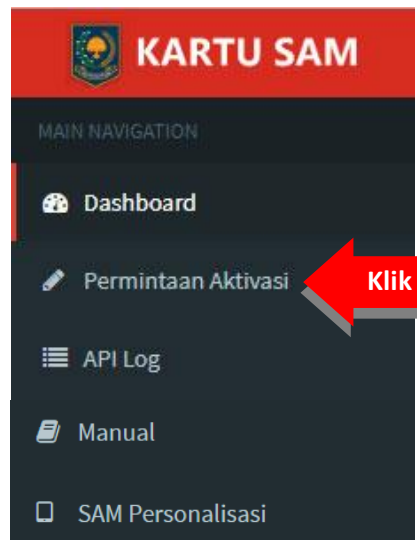 KARTU SAM
MAIN NAVIGATION
Dashboard
Permintaan Aktivasi
Klik
API Log
Manual
SAM Personalisasi